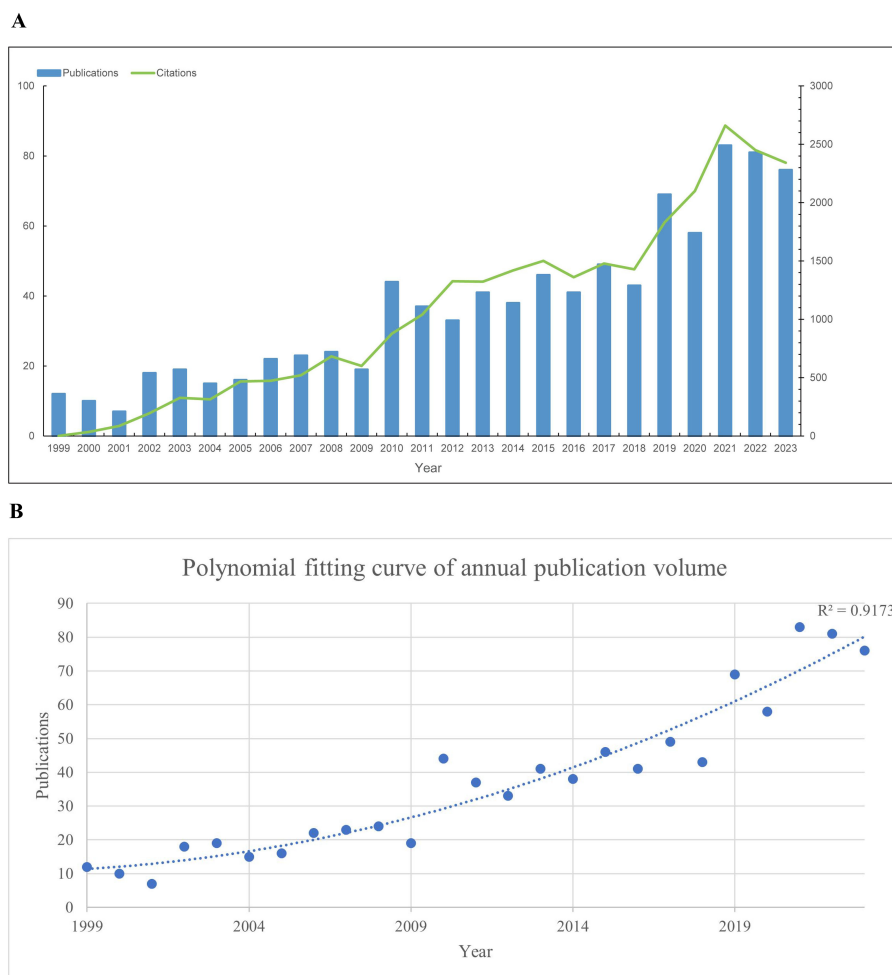 A
Publications Citations
100 3000
80 2500
60 2000
40 1500
20 1000
0 500
0
1999 2000 2001 2002 2003 2004 2005 2006 2007 2008 2009 2010 2011 2012 2013 2014 2015 2016 2017 2018 2019 2020 2021 2022 2023
Year
B
Polynomial fitting curve of annual publication volume
R² = 0.9173
90
80
70
60
50
40
30
20
10
0
Publications
1999 2004 2009 2014 2019
Year